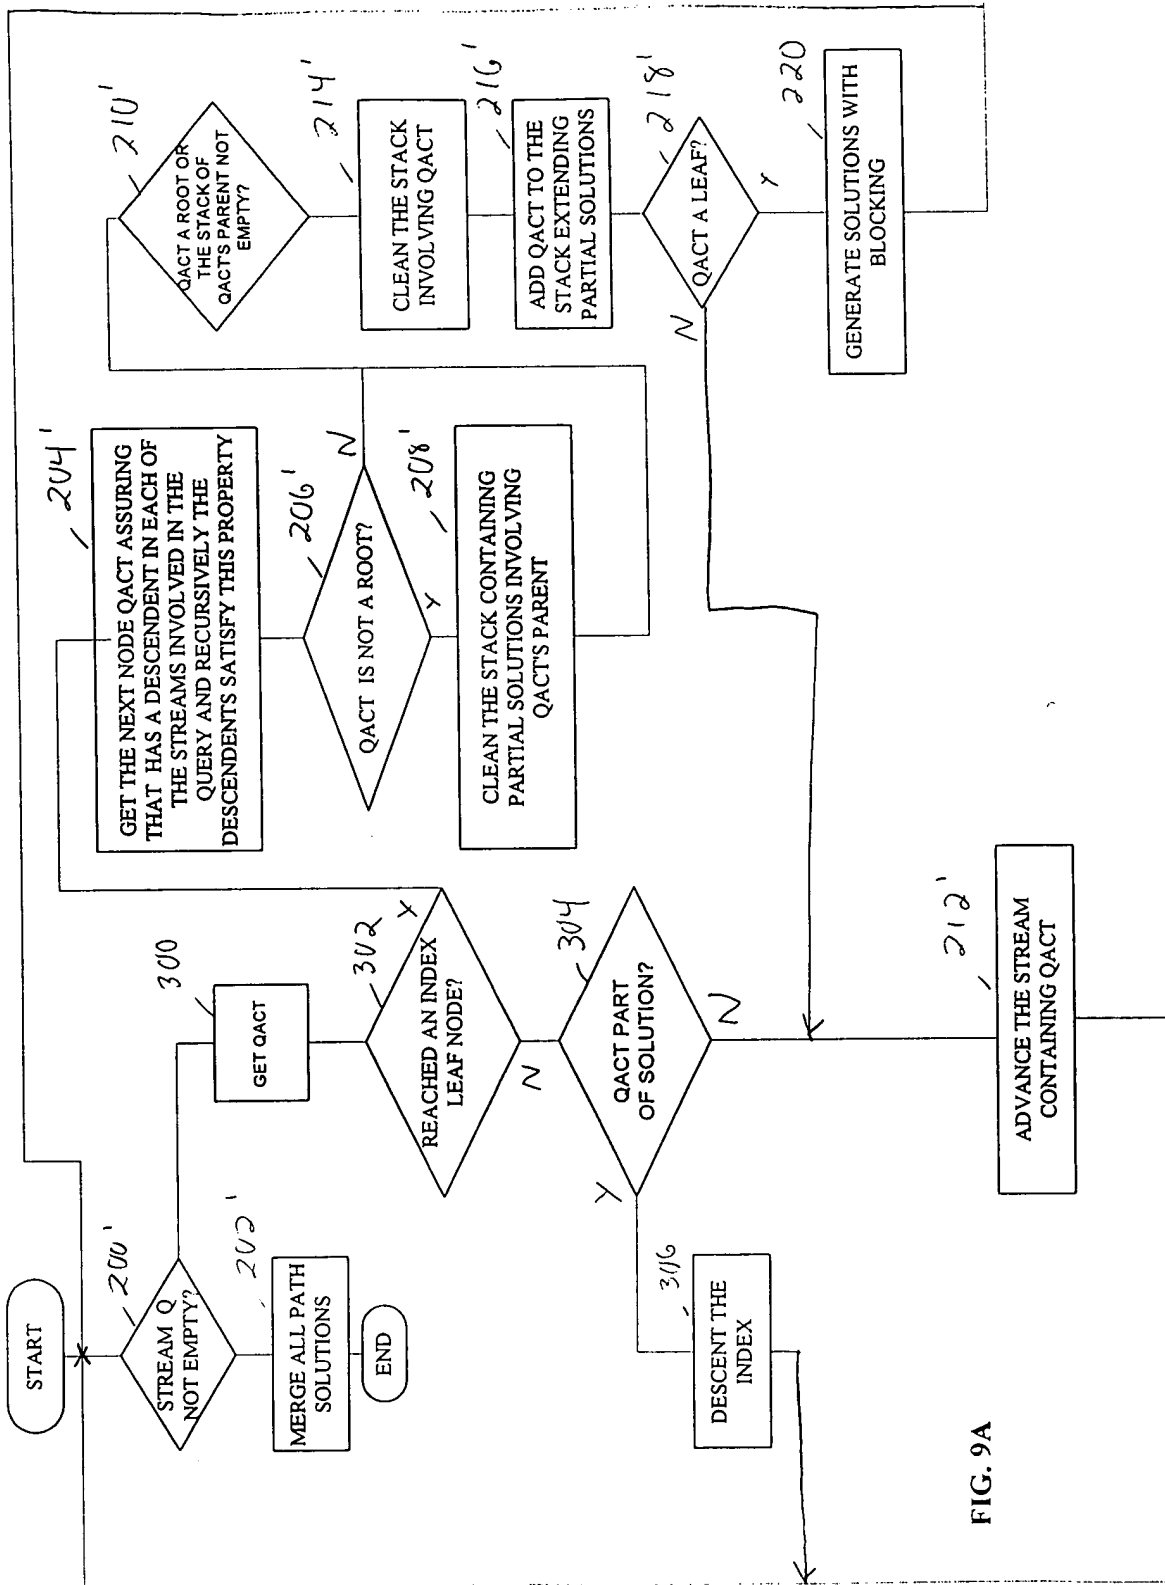 START
200'
STREAM Q
NOT EMPTY?
202'
MERGE ALL PATH
SOLUTIONS
END
300
GET QACT
302
Y
REACHED AN INDEX
LEAF NODE?
N
304
QACT PART
OF SOLUTION?
Y
N
306
DESCENT THE
INDEX
204'
GET THE NEXT NODE QACT ASSURING
THAT HAS A DESCENDENT IN EACH OF
THE STREAMS INVOLVED IN THE
QUERY AND RECURSIVELY THE
DESCENDENTS SATISFY THIS PROPERTY
206'
QACT IS NOT A ROOT?
N
Y
208'
CLEAN THE STACK CONTAINING
PARTIAL SOLUTIONS INVOLVING
QACT'S PARENT
210'
QACT A ROOT OR
THE STACK OF
QACT'S PARENT NOT
EMPTY?
214'
CLEAN THE STACK
INVOLVING QACT
216'
ADD QACT TO THE
STACK EXTENDING
PARTIAL SOLUTIONS
218'
QACT A LEAF?
N
Y
220
GENERATE SOLUTIONS WITH
BLOCKING
212'
ADVANCE THE STREAM
CONTAINING QACT
FIG. 9A